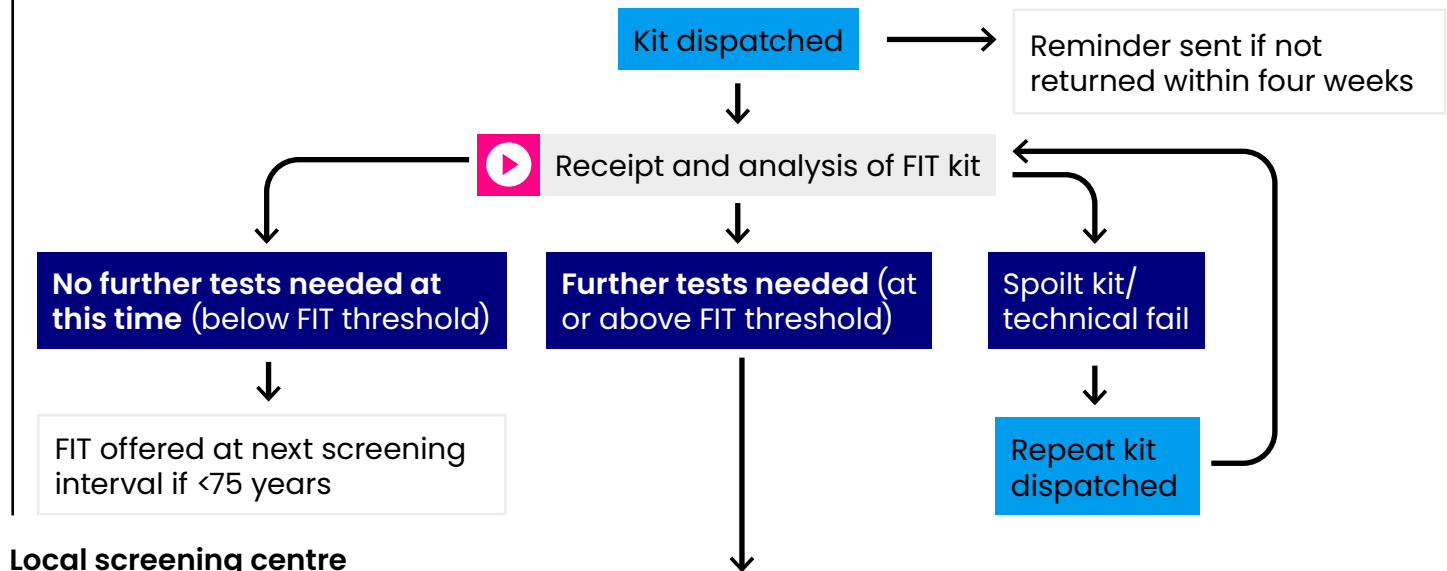 Kit dispatched
Reminder sent if not
returned within four weeks
Receipt and analysis of FIT kit
No further tests needed at
this time (below FIT threshold)
Further tests needed (at
or above FIT threshold)
Spoilt kit/
technical fail
FIT offered at next screening
interval if <75 years
Repeat kit
dispatched
Local screening centre